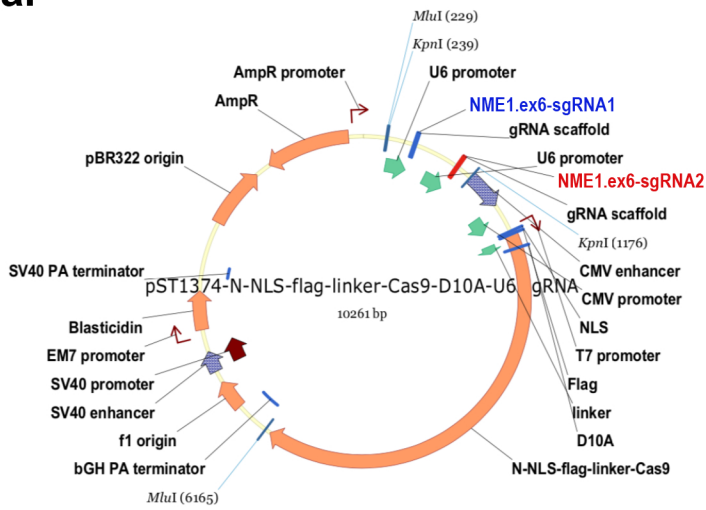 MluI (229)
KpnI (239)
AmpR promoter
U6 promoter
AmpR
NME1.ex6-sgRNA1
gRNA scaffold
pBR322 origin
U6 promoter
NME1.ex6-sgRNA2
gRNA scaffold
KpnI (1176)
SV40 PA terminator
CMV enhancer
pST1374-N-NLS-flag-linker-Cas9-D10A-U6 gRNA
CMV promoter
10261 bp
Blasticidin
NLS
EM7 promoter
T7 promoter
SV40 promoter
Flag
SV40 enhancer
linker
f1 origin
D10A
bGH PA terminator
N-NLS-flag-linker-Cas9
MluI (6165)